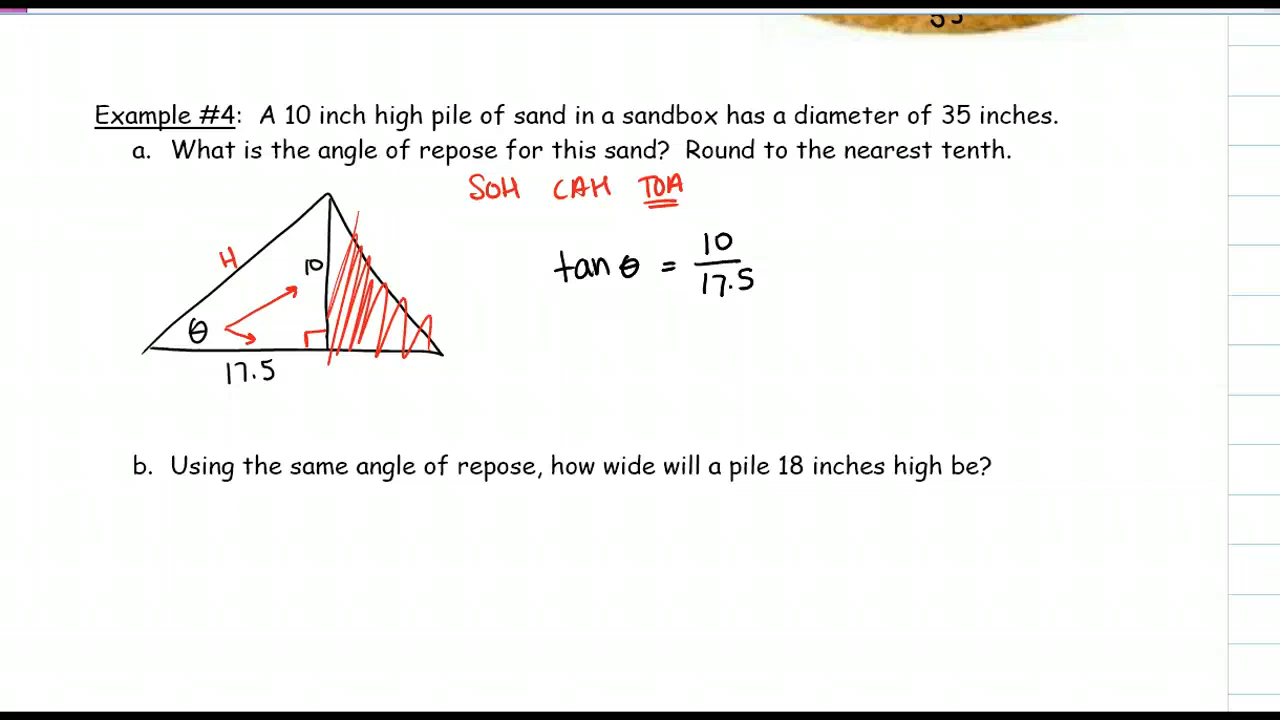 35
Example #4: A 10 inch high pile of sand in a sandbox has a diameter of 35 inches.
a. What is the angle of repose for this sand? Round to the nearest tenth.
SOH CAH TOA
H
10
tan θ = 10/17.5
θ
17.5
b. Using the same angle of repose, how wide will a pile 18 inches high be?